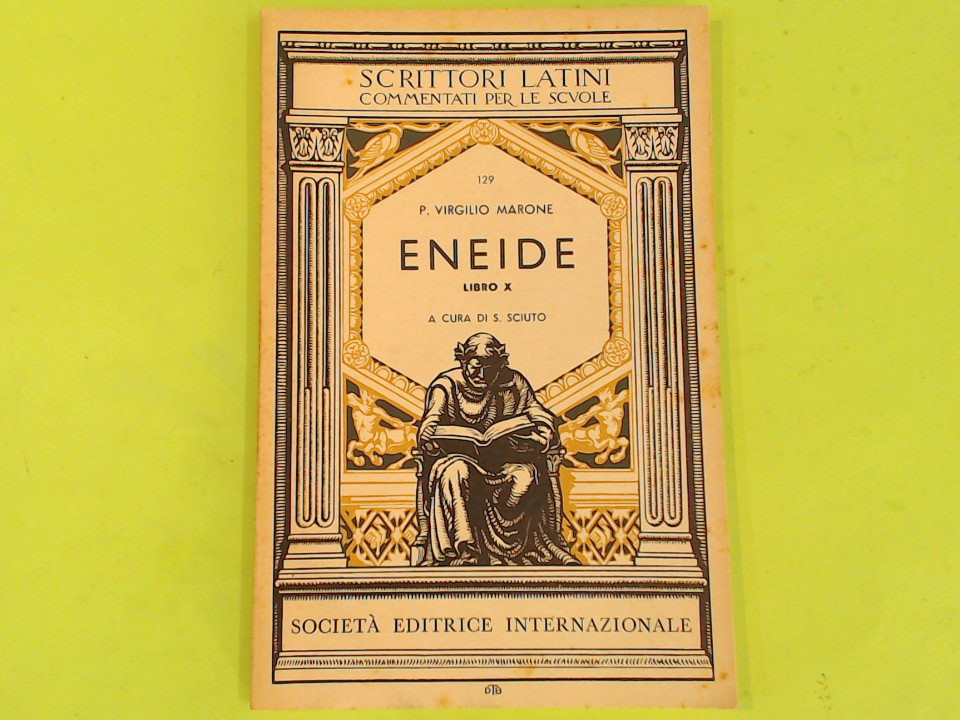 SCRITTORI LATINI
COMMENTATI PER LE SCVOLE
129
P. VIRGILIO MARONE
ENEIDE
LIBRO X
A CURA DI S. SCIUTO
SOCIETÀ EDITRICE INTERNAZIONALE